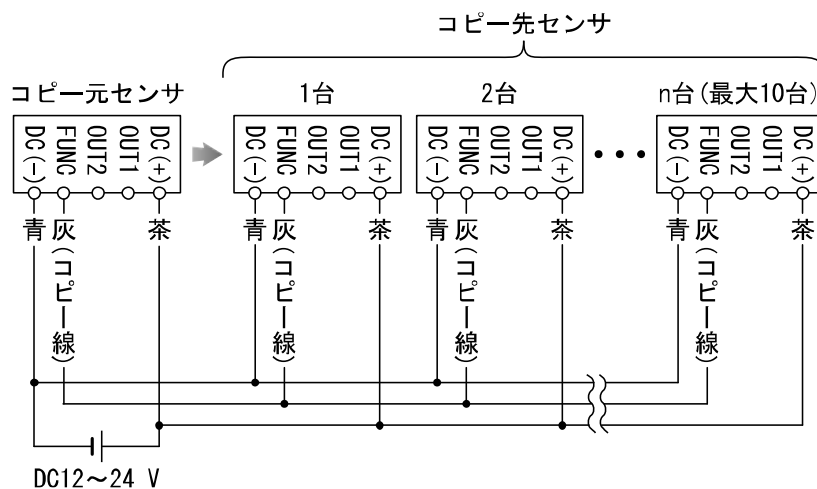 コピー先センサ
コピー元センサ
1台
2台
n台(最大10台)
DC(-)
FUNC
OUT2
OUT1
DC(+)
DC(-)
FUNC
OUT2
OUT1
DC(+)
DC(-)
FUNC
OUT2
OUT1
DC(+)
•••
DC(-)
FUNC
OUT2
OUT1
DC(+)
青
灰(コピー線)
茶
青
灰(コピー線)
茶
青
灰(コピー線)
茶
青
灰(コピー線)
茶
DC12～24 V